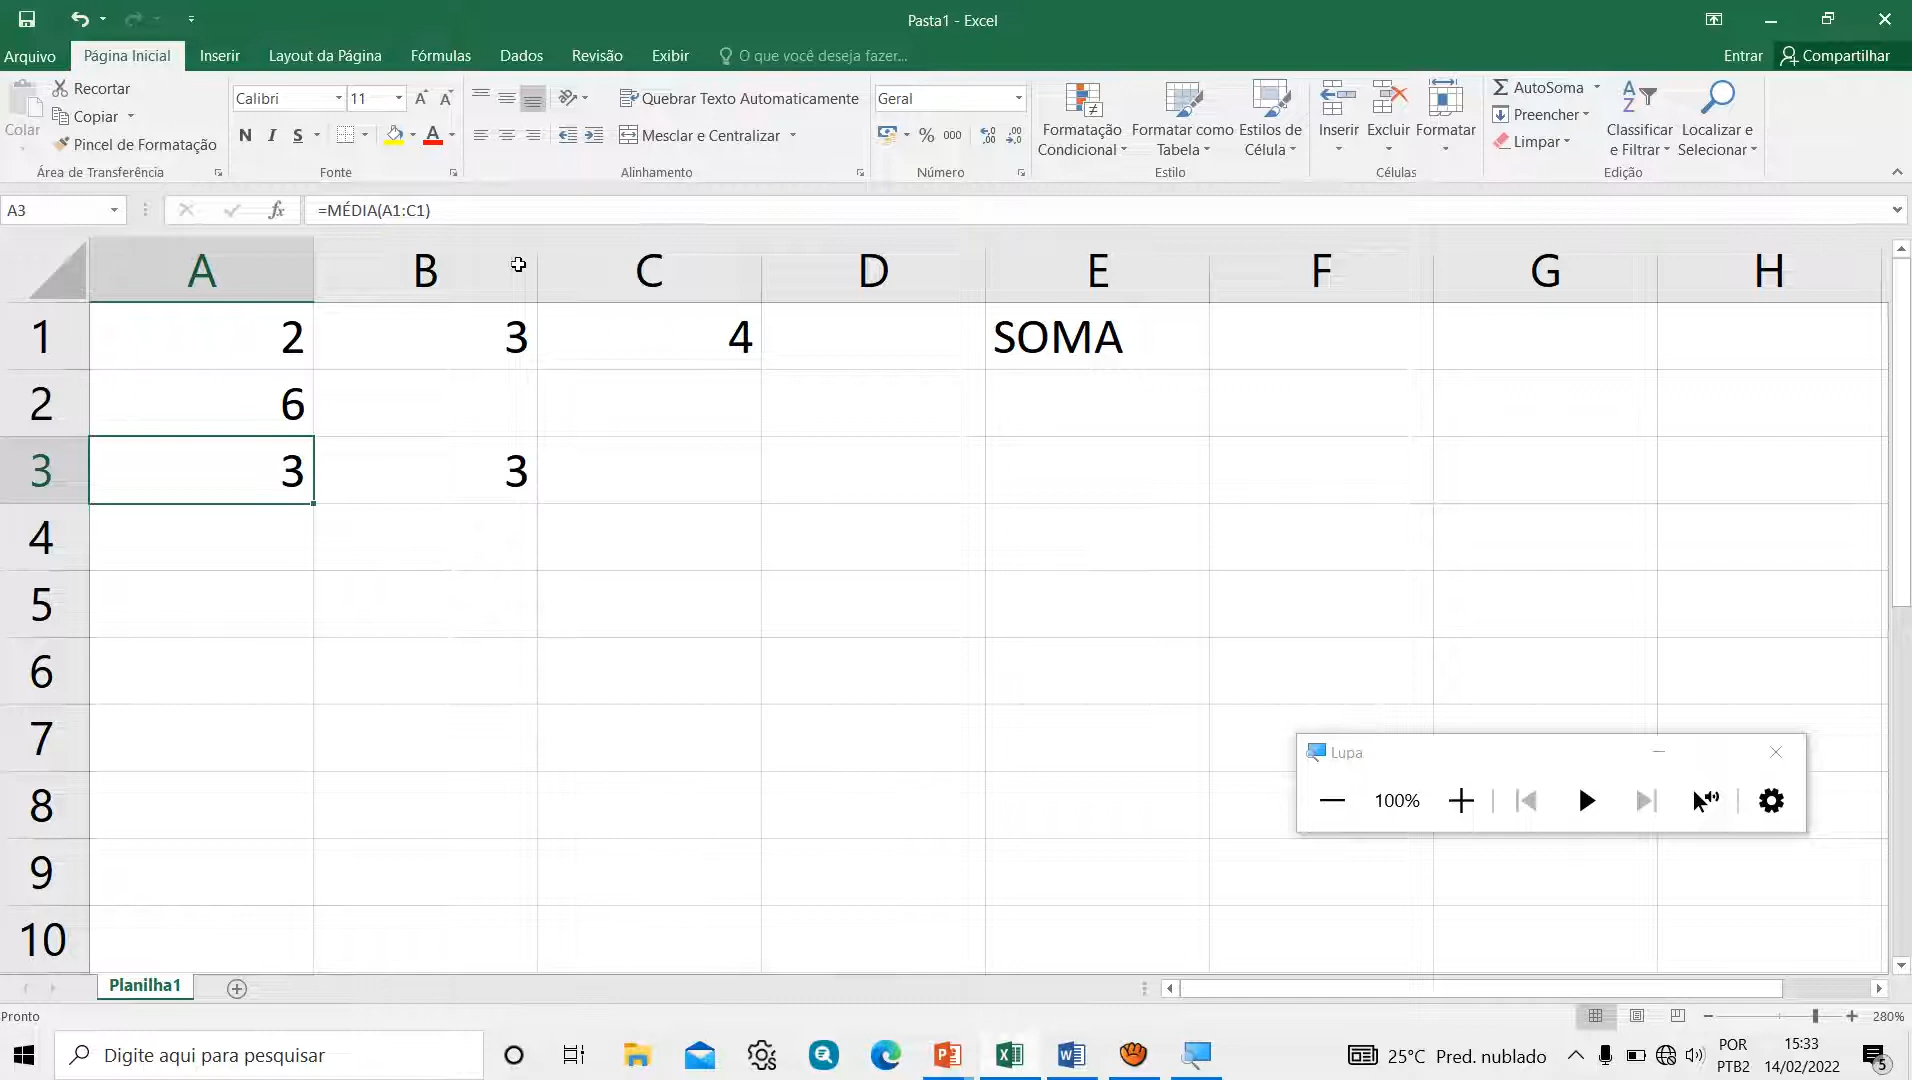 Pasta1 - Excel
Arquivo Página Inicial Inserir Layout da Página Fórmulas Dados Revisão Exibir O que você deseja fazer... Entrar Compartilhar
Colar
Recortar
Copiar
Pincel de Formatação
Área de Transferência
Calibri 11
N I S A
Fonte
Quebrar Texto Automaticamente
Mesclar e Centralizar
Alinhamento
Geral
% 000
Número
Formatação Condicional
Formatar como Tabela
Estilos de Célula
Estilo
Inserir Excluir Formatar
Células
AutoSoma
Preencher
Limpar
Classificar e Filtrar
Localizar e Selecionar
Edição
A3 fx =MÉDIA(A1:C1)
A B C D E F G H
1 2 3 4 SOMA
2 6
3 3 3
4
5
6
7
8
9
10
Lupa
100%
Planilha1
Pronto 280%
Digite aqui para pesquisar
25°C Pred. nublado
POR
PTB2
15:33
14/02/2022
5